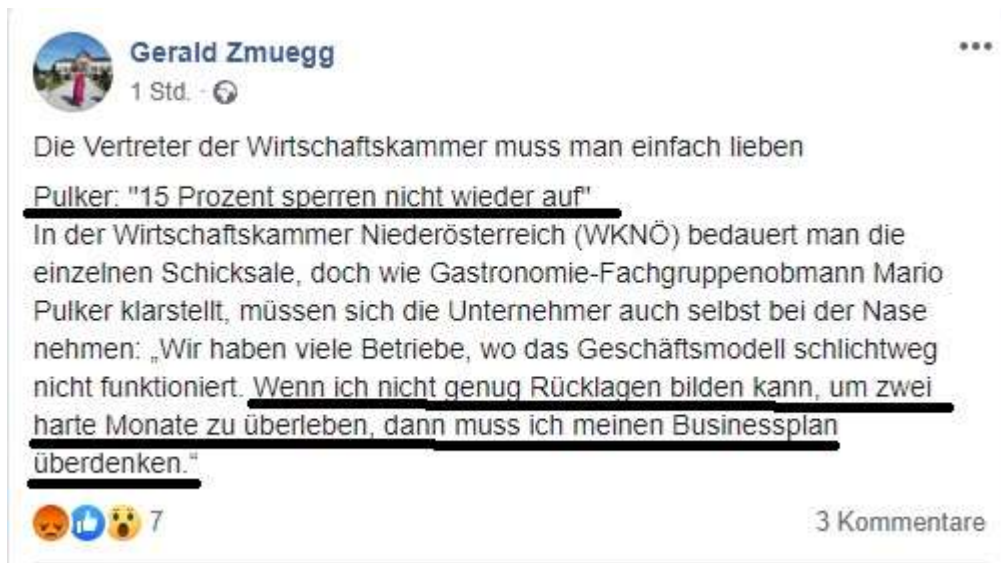 Gerald Zmuegg
1 Std. ·
Die Vertreter der Wirtschaftskammer muss man einfach lieben
Pulker: "15 Prozent sperren nicht wieder auf"
In der Wirtschaftskammer Niederösterreich (WKNÖ) bedauert man die
einzelnen Schicksale, doch wie Gastronomie-Fachgruppenobmann Mario
Pulker klarstellt, müssen sich die Unternehmer auch selbst bei der Nase
nehmen: „Wir haben viele Betriebe, wo das Geschäftsmodell schlichtweg
nicht funktioniert. Wenn ich nicht genug Rücklagen bilden kann, um zwei
harte Monate zu überleben, dann muss ich meinen Businessplan
überdenken.“
7
3 Kommentare